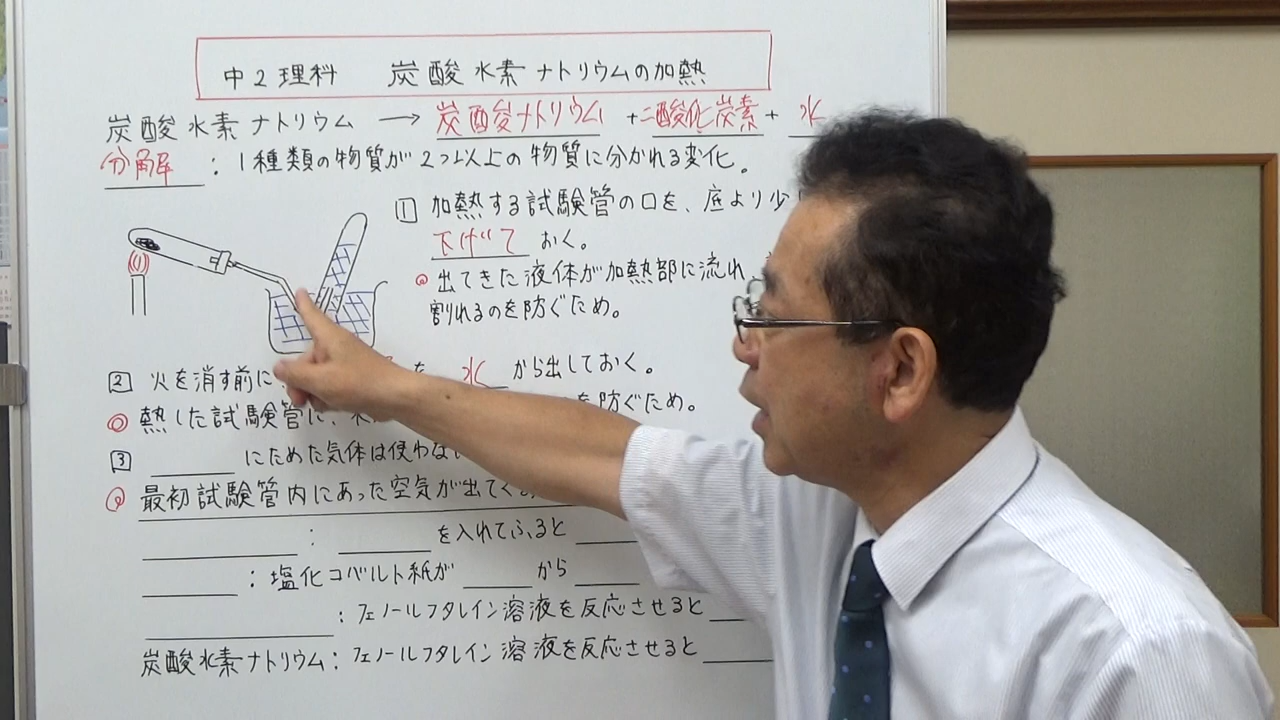 中2理科 炭酸水素ナトリウムの加熱
炭酸水素ナトリウム → 炭酸ナトリウム + 二酸化炭素 + 水
分解 : 1種類の物質が2つ以上の物質に分かれる変化。
1 加熱する試験管の口を、底より少
下げて おく。
◎出てきた液体が加熱部に流れ、
割れるのを防ぐため。
2 火を消す前に を 水 から出しておく。
◎熱した試験管に、 を防ぐため。
3 にためた気体は使わな
◎最初試験管内にあった空気が出てく
: を入れてふると
: 塩化コバルト紙が から
: フェノールフタレイン溶液を反応させると
炭酸水素ナトリウム: フェノールフタレイン溶液を反応させると